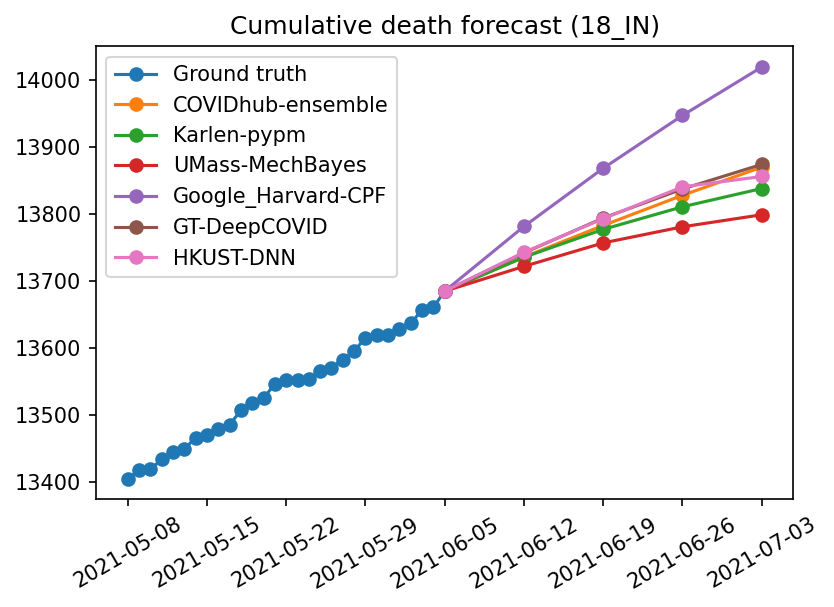 Cumulative death forecast (18_IN)
14000
13900
13800
13700
13600
13500
13400
Ground truth
COVIDhub-ensemble
Karlen-pypm
UMass-MechBayes
Google_Harvard-CPF
GT-DeepCOVID
HKUST-DNN
2021-05-08
2021-05-15
2021-05-22
2021-05-29
2021-06-05
2021-06-12
2021-06-19
2021-06-26
2021-07-03